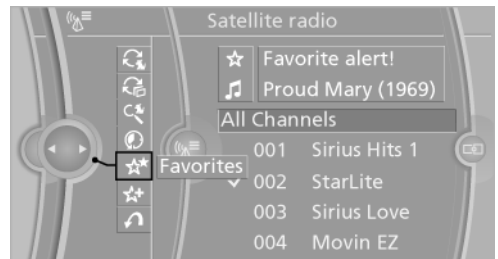 Satellite radio
Favorite alert!
Proud Mary (1969)
All Channels
001 Sirius Hits 1
Favorites
002 StarLite
003 Sirius Love
004 Movin EZ